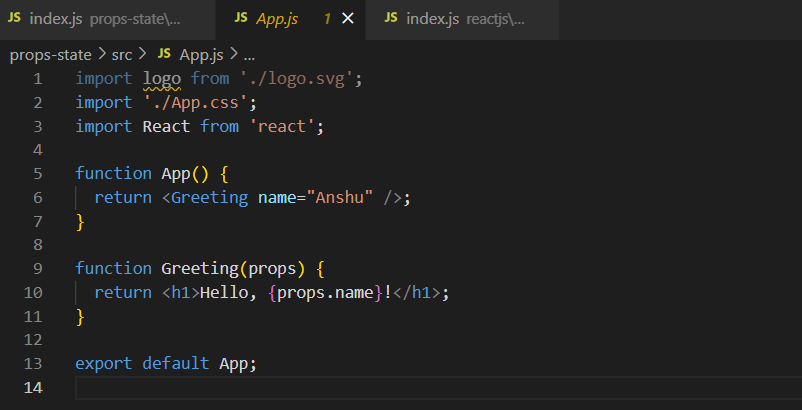 JS index.js props-state\... JS App.js 1 × JS index.js reactjs\...
props-state > src > JS App.js > ...
1 import logo from './logo.svg';
2 import './App.css';
3 import React from 'react';
4
5 function App() {
6 return <Greeting name="Anshu" />;
7 }
8
9 function Greeting(props) {
10 return <h1>Hello, {props.name}!</h1>;
11 }
12
13 export default App;
14